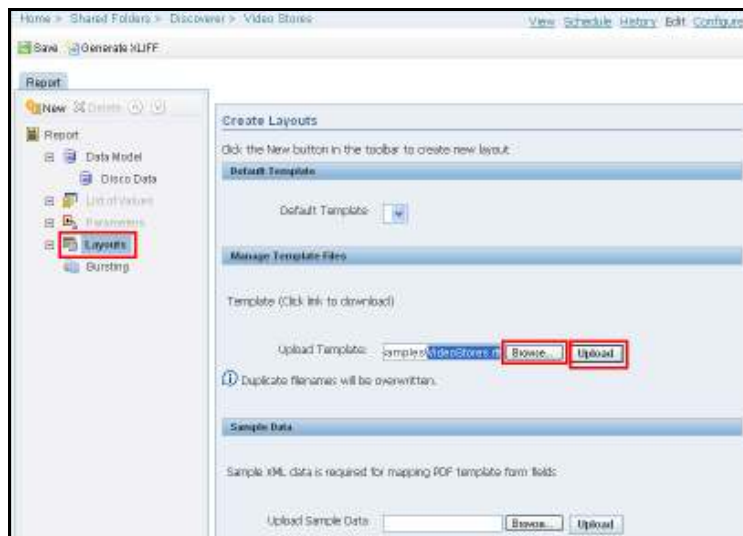 Home > Shared Folders > Discoverer > Video Stores
View Schedule History Edit Configure
Save Generate XLIFF
Report
New Delete
Report
Data Model
Disco Data
List of Values
Parameters
Layouts
Bursting
Create Layouts
Click the New button in the toolbar to create new layout
Default Template
Default Template
Manage Template Files
Template (Click link to download)
Upload Template: amples\VideoStores.rt Browse... Upload
Duplicate filenames will be overwritten.
Sample Data
Sample XML data is required for mapping PDF template form fields
Upload Sample Data Browse... Upload